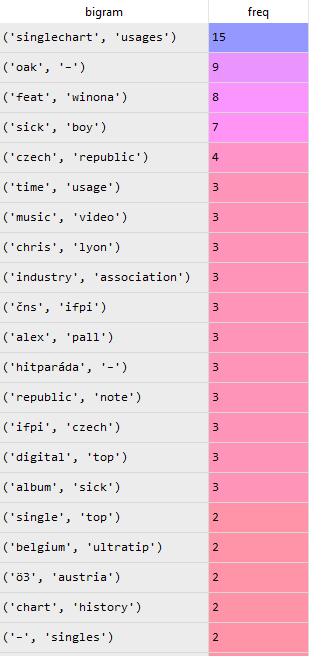 bigram freq
('singlechart', 'usages') 15
('oak', '–') 9
('feat', 'winona') 8
('sick', 'boy') 7
('czech', 'republic') 4
('time', 'usage') 3
('music', 'video') 3
('chris', 'lyon') 3
('industry', 'association') 3
('čns', 'ifpi') 3
('alex', 'pall') 3
('hitparáda', '–') 3
('republic', 'note') 3
('ifpi', 'czech') 3
('digital', 'top') 3
('album', 'sick') 3
('single', 'top') 2
('belgium', 'ultratip') 2
('ö3', 'austria') 2
('chart', 'history') 2
('–', 'singles') 2